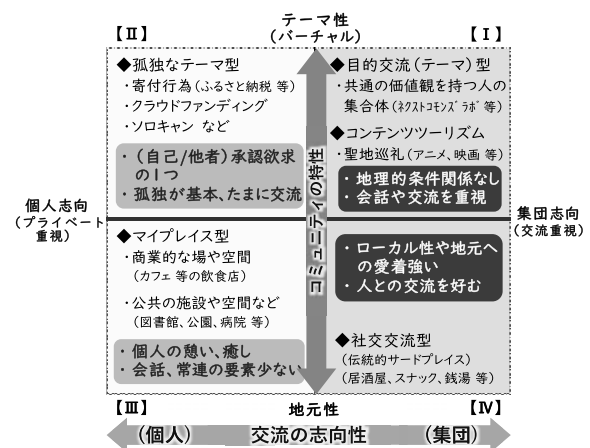 テーマ性
(バーチャル)
【Ⅱ】
【Ⅰ】
◆孤独なテーマ型
・寄付行為(ふるさと納税 等)
・クラウドファンディング
・ソロキャン など
・(自己/他者)承認欲求
の1つ
・孤独が基本、たまに交流
◆目的交流(テーマ)型
・共通の価値観を持つ人の
集合体(ネクストコモンズラボ 等)
◆コンテンツツーリズム
・聖地巡礼(アニメ、映画 等)
・地理的条件関係なし
・会話や交流を重視
個人志向
(プライベート
重視)
コミュニティの特性
集団志向
(交流重視)
◆マイプレイス型
・商業的な場や空間
(カフェ 等の飲食店)
・公共の施設や空間など
(図書館、公園、病院 等)
・個人の憩い、癒し
・会話、常連の要素少ない
・ローカル性や地元へ
の愛着強い
・人との交流を好む
◆社交交流型
(伝統的サードプレイス)
(居酒屋、スナック、銭湯 等)
【Ⅲ】
地元性
【Ⅳ】
(個人)
交流の志向性
(集団)